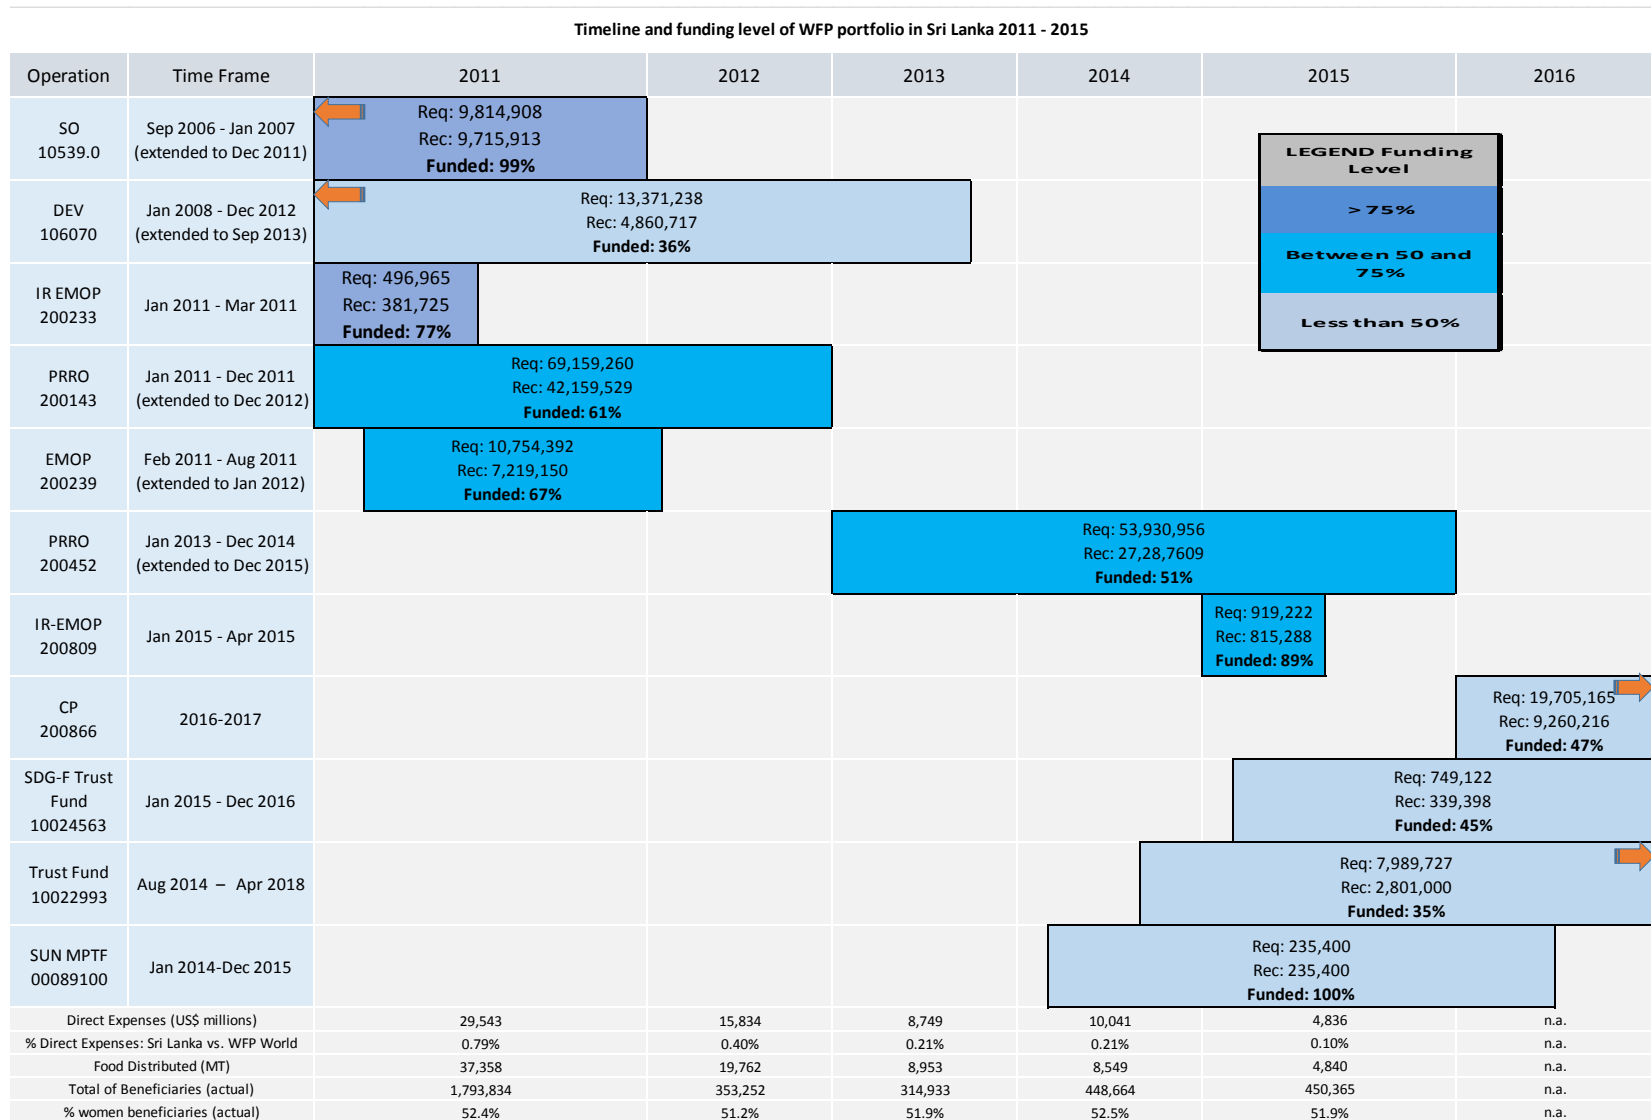 Timeline and funding level of WFP portfolio in Sri Lanka 2011 - 2015
Operation Time Frame 2011 2012 2013 2014 2015 2016
SO
10539.0
Sep 2006 - Jan 2007
(extended to Dec 2011)
Req: 9,814,908
Rec: 9,715,913
Funded: 99%
LEGEND Funding
Level
> 75%
Between 50 and
75%
Less than 50%
DEV
106070
Jan 2008 - Dec 2012
(extended to Sep 2013)
Req: 13,371,238
Rec: 4,860,717
Funded: 36%
IR EMOP
200233
Jan 2011 - Mar 2011
Req: 496,965
Rec: 381,725
Funded: 77%
PRRO
200143
Jan 2011 - Dec 2011
(extended to Dec 2012)
Req: 69,159,260
Rec: 42,159,529
Funded: 61%
EMOP
200239
Feb 2011 - Aug 2011
(extended to Jan 2012)
Req: 10,754,392
Rec: 7,219,150
Funded: 67%
PRRO
200452
Jan 2013 - Dec 2014
(extended to Dec 2015)
Req: 53,930,956
Rec: 27,28,7609
Funded: 51%
IR-EMOP
200809
Jan 2015 - Apr 2015
Req: 919,222
Rec: 815,288
Funded: 89%
CP
200866
2016-2017
Req: 19,705,165
Rec: 9,260,216
Funded: 47%
SDG-F Trust
Fund
10024563
Jan 2015 - Dec 2016
Req: 749,122
Rec: 339,398
Funded: 45%
Trust Fund
10022993
Aug 2014 – Apr 2018
Req: 7,989,727
Rec: 2,801,000
Funded: 35%
SUN MPTF
00089100
Jan 2014-Dec 2015
Req: 235,400
Rec: 235,400
Funded: 100%
Direct Expenses (US$ millions) 29,543 15,834 8,749 10,041 4,836 n.a.
% Direct Expenses: Sri Lanka vs. WFP World 0.79% 0.40% 0.21% 0.21% 0.10% n.a.
Food Distributed (MT) 37,358 19,762 8,953 8,549 4,840 n.a.
Total of Beneficiaries (actual) 1,793,834 353,252 314,933 448,664 450,365 n.a.
% women beneficiaries (actual) 52.4% 51.2% 51.9% 52.5% 51.9% n.a.